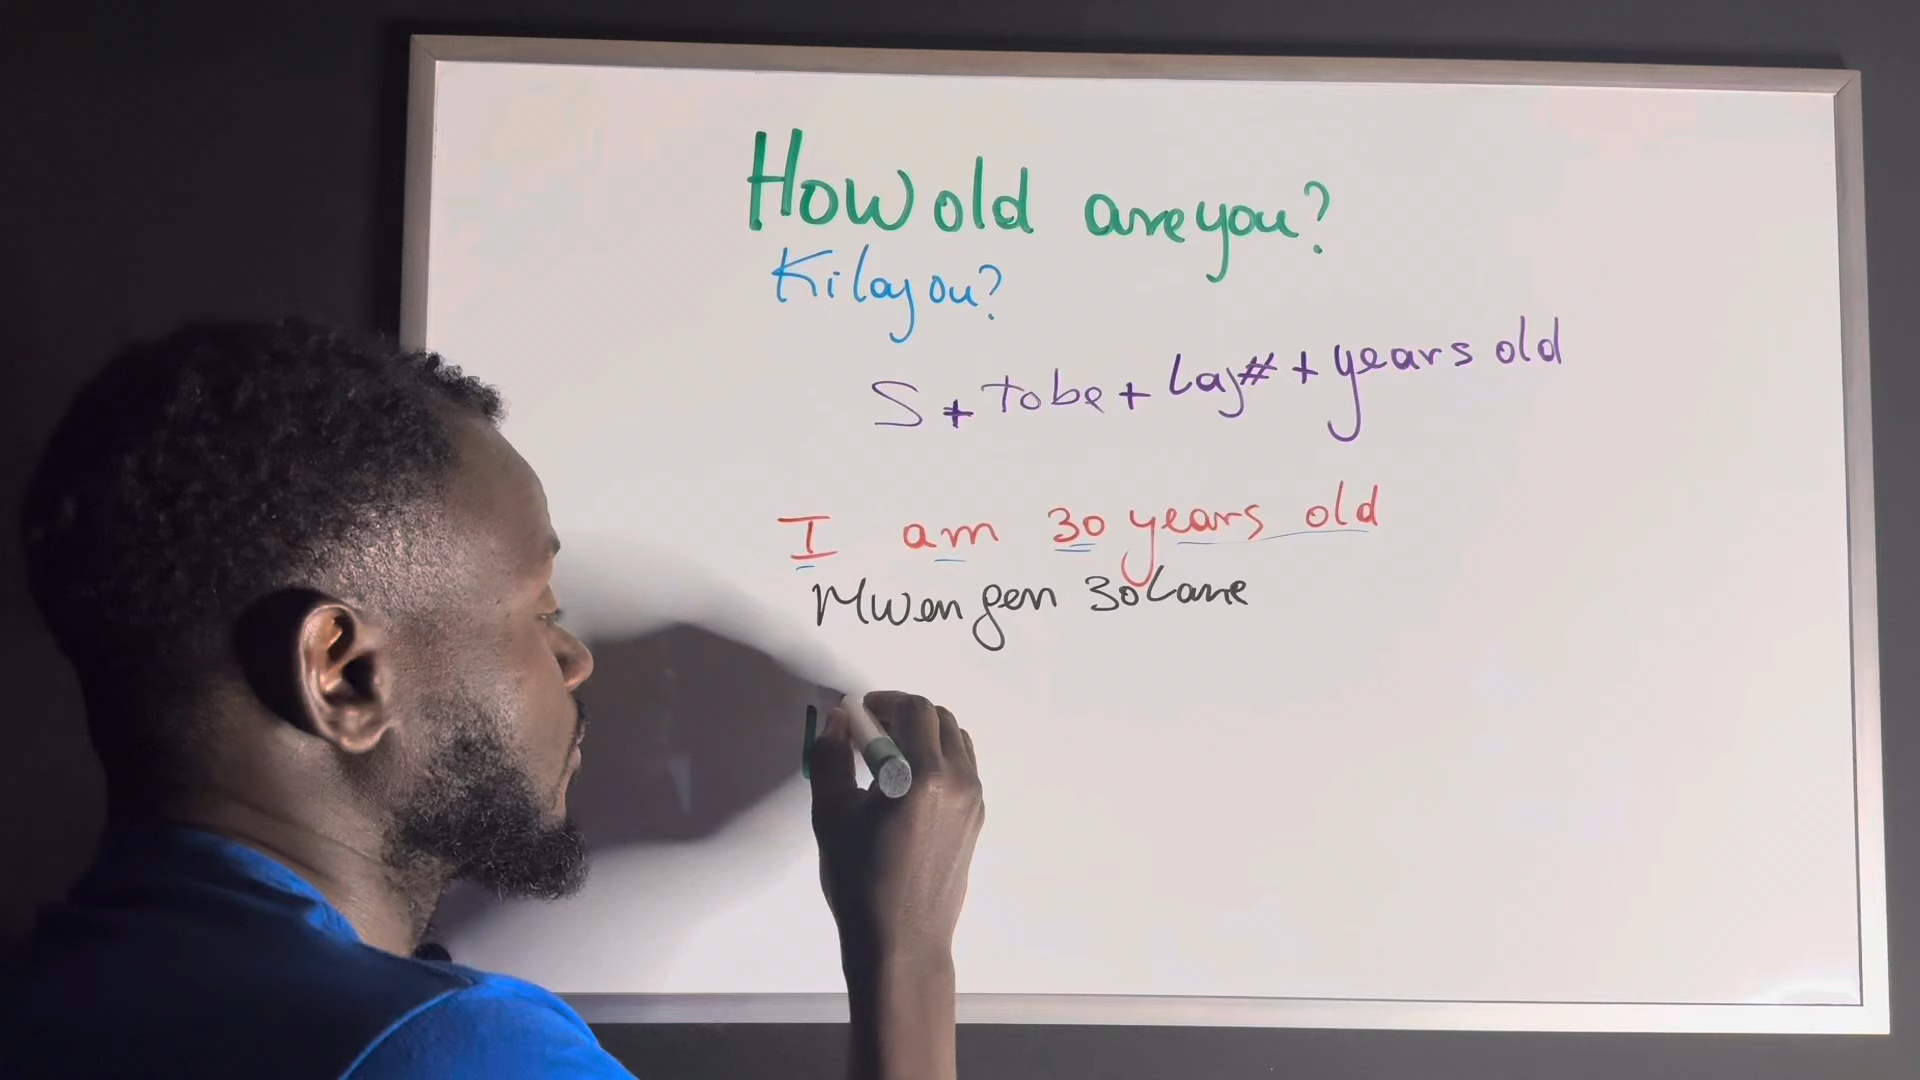 How old are you?
Ki laj ou?
S + To be + Laj # + years old
I am 30 years old
Mwen gen 30 Lane